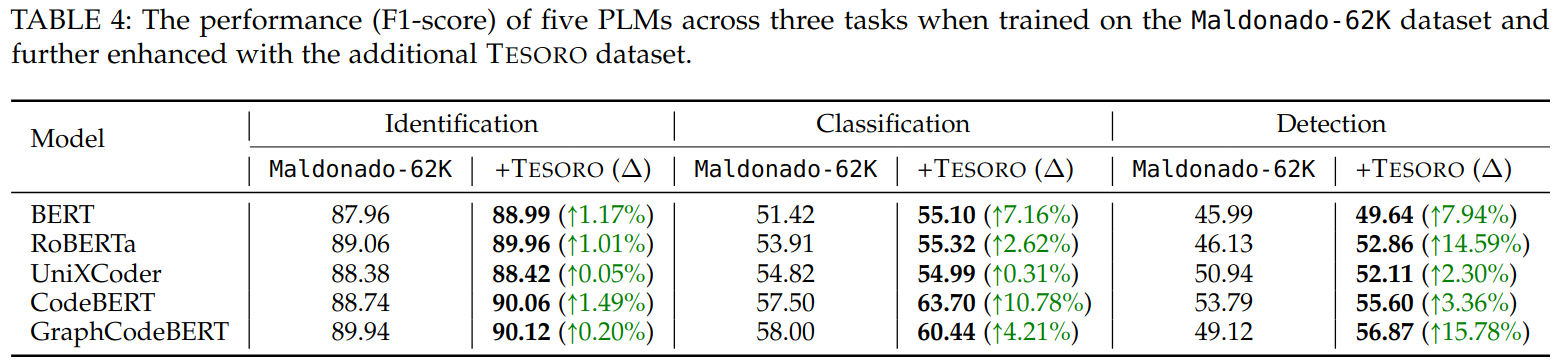 TABLE 4: The performance (F1-score) of five PLMs across three tasks when trained on the Maldonado-62K dataset and
further enhanced with the additional TESORO dataset.
Model Identification Classification Detection
Maldonado-62K +TESORO (Δ) Maldonado-62K +TESORO (Δ) Maldonado-62K +TESORO (Δ)
BERT 87.96 88.99 (↑1.17%) 51.42 55.10 (↑7.16%) 45.99 49.64 (↑7.94%)
RoBERTa 89.06 89.96 (↑1.01%) 53.91 55.32 (↑2.62%) 46.13 52.86 (↑14.59%)
UniXCoder 88.38 88.42 (↑0.05%) 54.82 54.99 (↑0.31%) 50.94 52.11 (↑2.30%)
CodeBERT 88.74 90.06 (↑1.49%) 57.50 63.70 (↑10.78%) 53.79 55.60 (↑3.36%)
GraphCodeBERT 89.94 90.12 (↑0.20%) 58.00 60.44 (↑4.21%) 49.12 56.87 (↑15.78%)